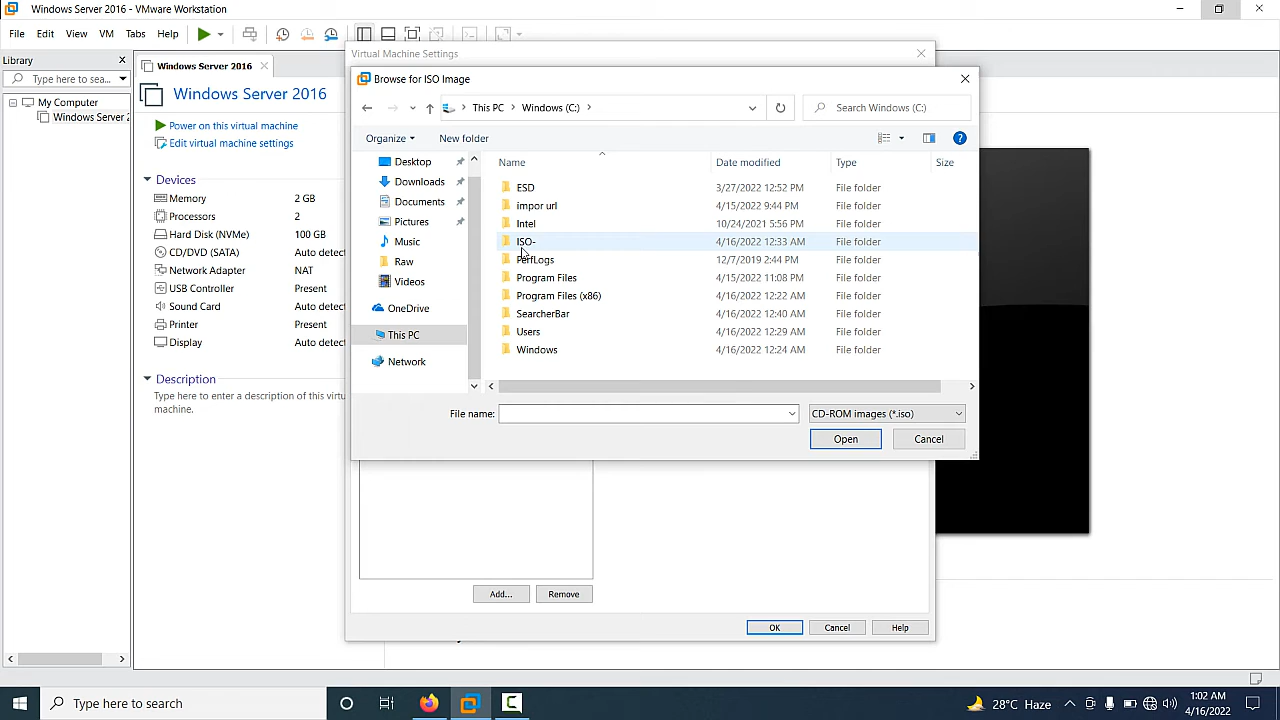 Windows Server 2016 - VMware Workstation
File Edit View VM Tabs Help
Library
Type here to sea...
My Computer
Windows Server 2
Windows Server 2016
Windows Server 2016
Power on this virtual machine
Edit virtual machine settings
Devices
Memory 2 GB
Processors 2
Hard Disk (NVMe) 100 GB
CD/DVD (SATA) Auto detect
Network Adapter NAT
USB Controller Present
Sound Card Auto detect
Printer Present
Display Auto detect
Description
Type here to enter a description of this virtu
machine.
Virtual Machine Settings
Browse for ISO Image
This PC Windows (C:) Search Windows (C:)
Organize New folder
Desktop
Downloads
Documents
Pictures
Music
Raw
Videos
OneDrive
This PC
Network
Name Date modified Type Size
ESD 3/27/2022 12:52 PM File folder
impor url 4/15/2022 9:44 PM File folder
Intel 10/24/2021 5:56 PM File folder
ISO- 4/16/2022 12:33 AM File folder
PerfLogs 12/7/2019 2:44 PM File folder
Program Files 4/15/2022 11:08 PM File folder
Program Files (x86) 4/16/2022 12:22 AM File folder
SearcherBar 4/16/2022 12:40 AM File folder
Users 4/16/2022 12:29 AM File folder
Windows 4/16/2022 12:24 AM File folder
File name: CD-ROM images (*.iso)
Open Cancel
Add... Remove
OK Cancel Help
Type here to search
28°C Haze
1:02 AM
4/16/2022